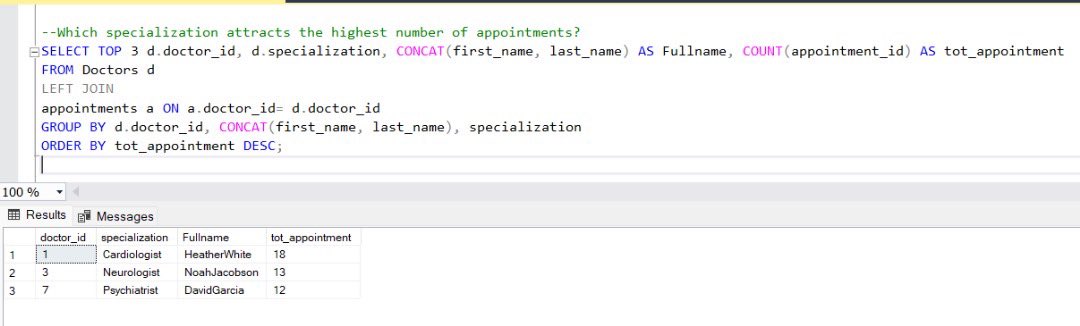 --Which specialization attracts the highest number of appointments?
SELECT TOP 3 d.doctor_id, d.specialization, CONCAT(first_name, last_name) AS Fullname, COUNT(appointment_id) AS tot_appointment
FROM Doctors d
LEFT JOIN
appointments a ON a.doctor_id= d.doctor_id
GROUP BY d.doctor_id, CONCAT(first_name, last_name), specialization
ORDER BY tot_appointment DESC;
100 %
Results Messages
doctor_id specialization Fullname tot_appointment
1 1 Cardiologist HeatherWhite 18
2 3 Neurologist NoahJacobson 13
3 7 Psychiatrist DavidGarcia 12